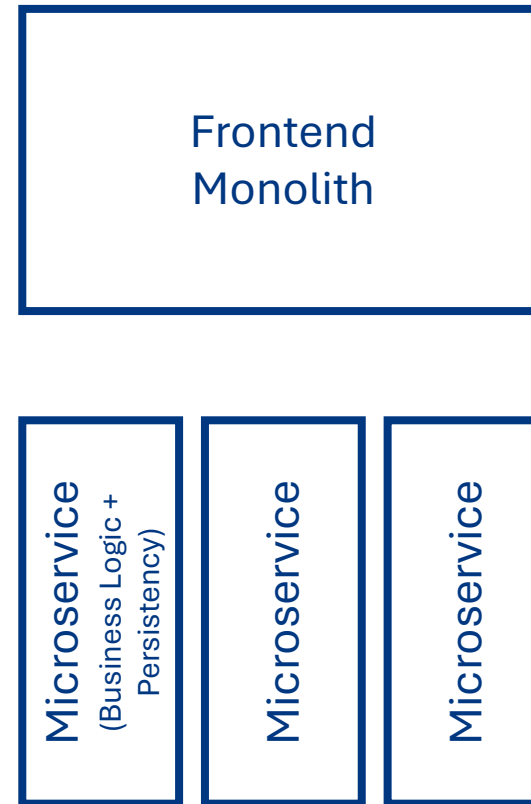 Frontend
Monolith
Microservice
(Business Logic +
Persistency)
Microservice
Microservice